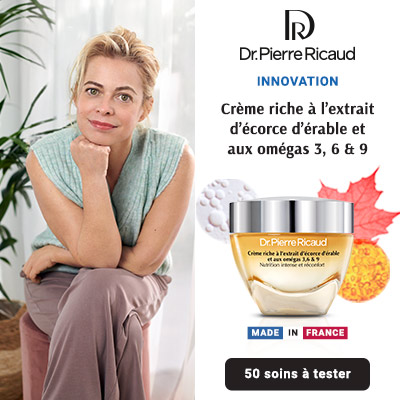 DR
Dr.Pierre Ricaud
INNOVATION
Crème riche à l'extrait
d'écorce d'érable et
aux omégas 3, 6 & 9
Dr.Pierre Ricaud
Crème riche à l'extrait d'écorce d'érable
et aux omégas 3,6 & 9
Nutrition intense et réconfort
MADE IN FRANCE
50 soins à tester